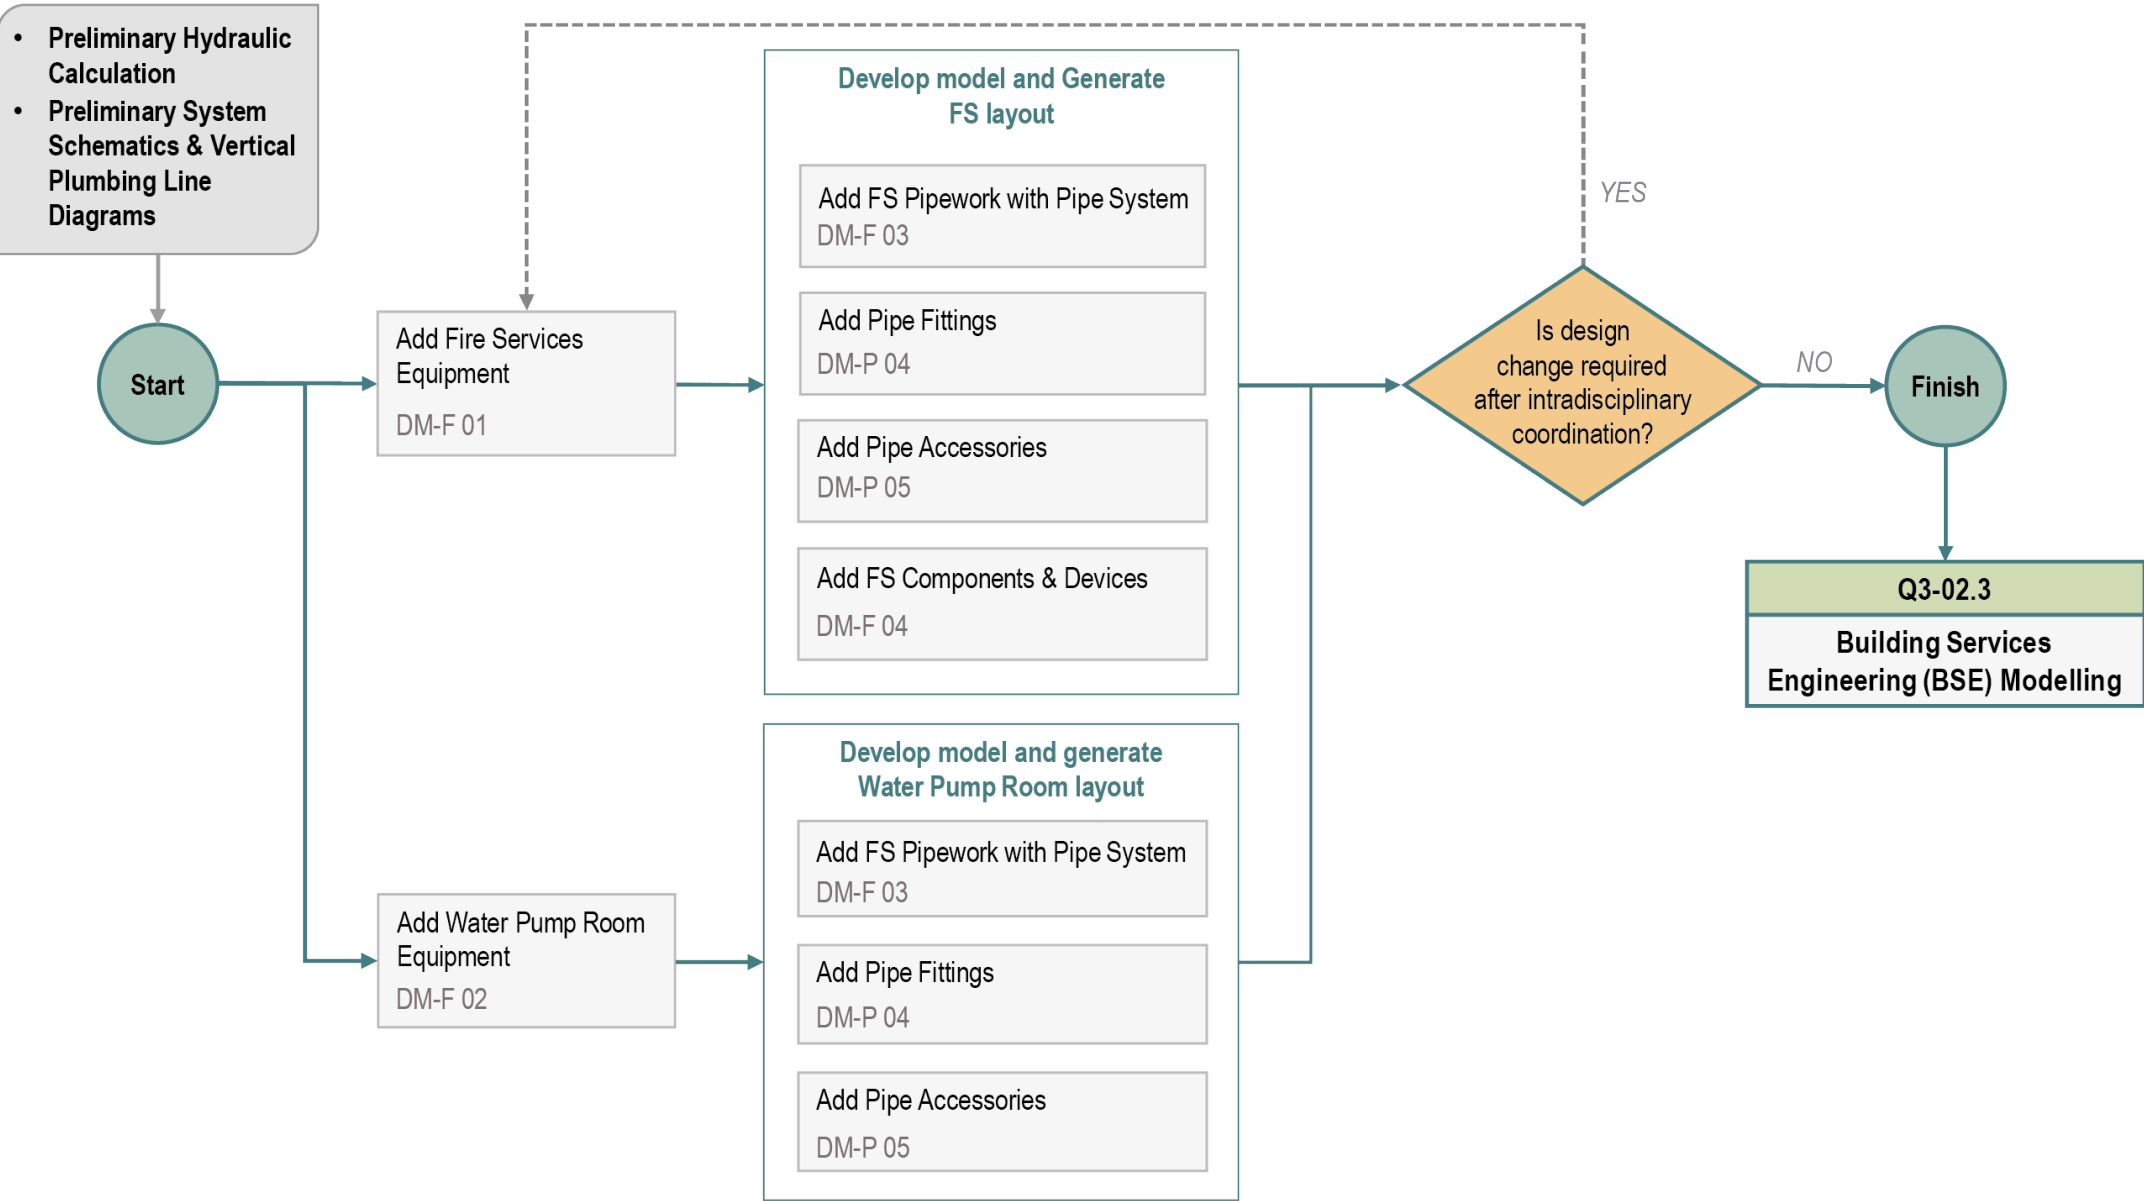 • Preliminary Hydraulic
Calculation
• Preliminary System
Schematics & Vertical
Plumbing Line
Diagrams
Start
Add Fire Services
Equipment
DM-F 01
Add Water Pump Room
Equipment
DM-F 02
Develop model and Generate
FS layout
Add FS Pipework with Pipe System
DM-F 03
Add Pipe Fittings
DM-P 04
Add Pipe Accessories
DM-P 05
Add FS Components & Devices
DM-F 04
Develop model and generate
Water Pump Room layout
Add FS Pipework with Pipe System
DM-F 03
Add Pipe Fittings
DM-P 04
Add Pipe Accessories
DM-P 05
YES
Is design
change required
after intradisciplinary
coordination?
NO
Finish
Q3-02.3
Building Services
Engineering (BSE) Modelling